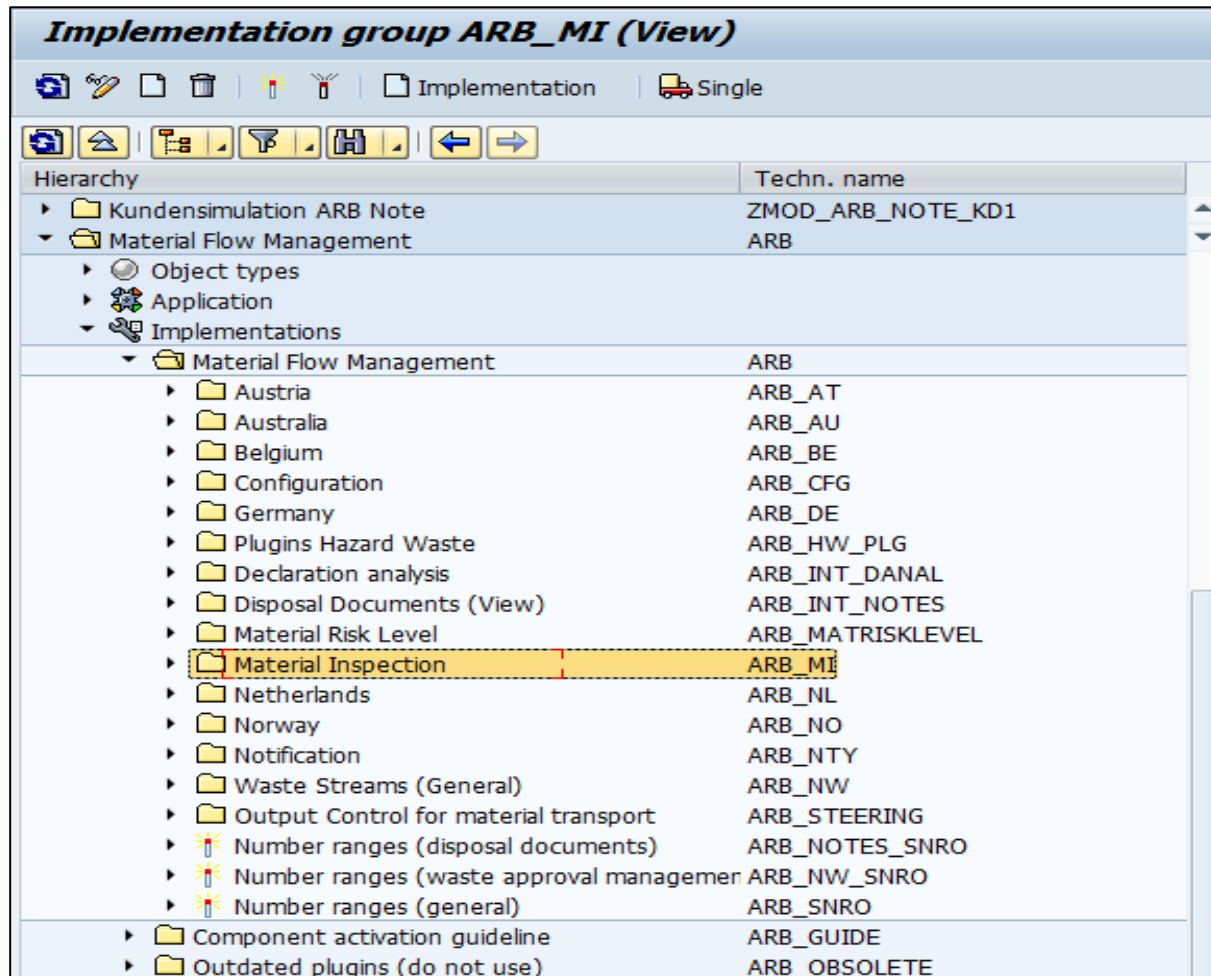 Implementation group ARB_MI (View)
Implementation Single
Hierarchy Techn. name
Kundensimulation ARB Note ZMOD_ARB_NOTE_KD1
Material Flow Management ARB
Object types
Application
Implementations
Material Flow Management ARB
Austria ARB_AT
Australia ARB_AU
Belgium ARB_BE
Configuration ARB_CFG
Germany ARB_DE
Plugins Hazard Waste ARB_HW_PLG
Declaration analysis ARB_INT_DANAL
Disposal Documents (View) ARB_INT_NOTES
Material Risk Level ARB_MATRISKLEVEL
Material Inspection ARB_MI
Netherlands ARB_NL
Norway ARB_NO
Notification ARB_NTY
Waste Streams (General) ARB_NW
Output Control for material transport ARB_STEERING
Number ranges (disposal documents) ARB_NOTES_SNRO
Number ranges (waste approval managemen ARB_NW_SNRO
Number ranges (general) ARB_SNRO
Component activation guideline ARB_GUIDE
Outdated plugins (do not use) ARB_OBSOLETE